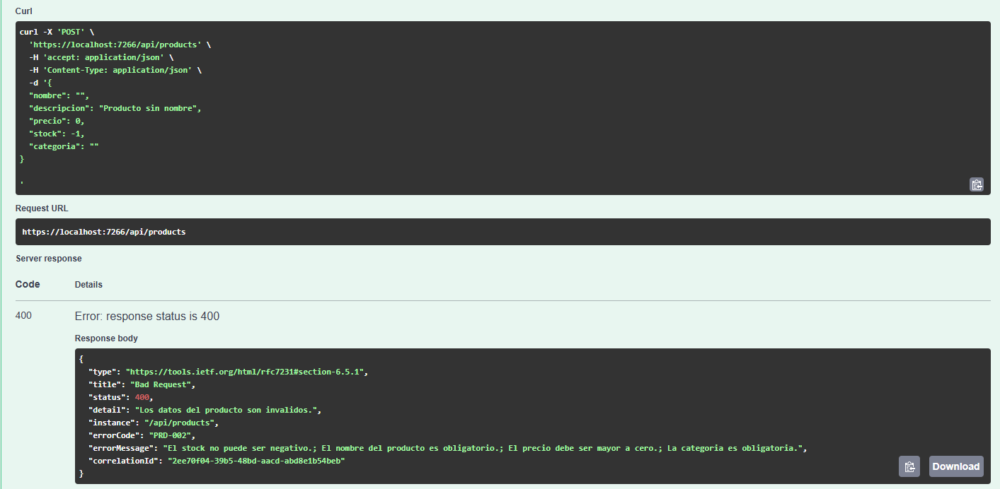 Curl
curl -X 'POST' \
'https://localhost:7266/api/products' \
-H 'accept: application/json' \
-H 'Content-Type: application/json' \
-d '{
"nombre": "",
"descripcion": "Producto sin nombre",
"precio": 0,
"stock": -1,
"categoria": ""
}
'
Request URL
https://localhost:7266/api/products
Server response
Code Details
400 Error: response status is 400
Response body
{
"type": "https://tools.ietf.org/html/rfc7231#section-6.5.1",
"title": "Bad Request",
"status": 400,
"detail": "Los datos del producto son invalidos.",
"instance": "/api/products",
"errorCode": "PRD-002",
"errorMessage": "El stock no puede ser negativo.; El nombre del producto es obligatorio.; El precio debe ser mayor a cero.; La categoria es obligatoria.",
"correlationId": "2ee70f04-39b5-48bd-aacd-abd8e1b54beb"
}
Download